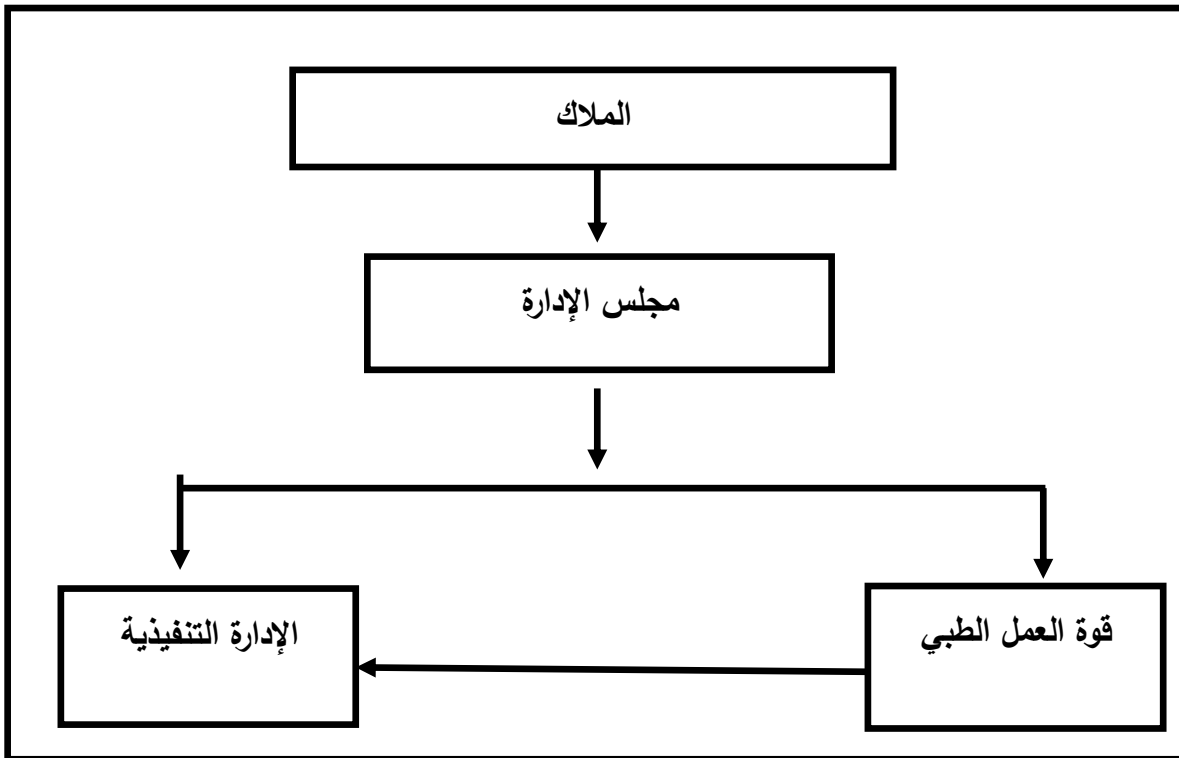 الملاك
مجلس الإدارة
قوة العمل الطبي
الإدارة التنفيذية